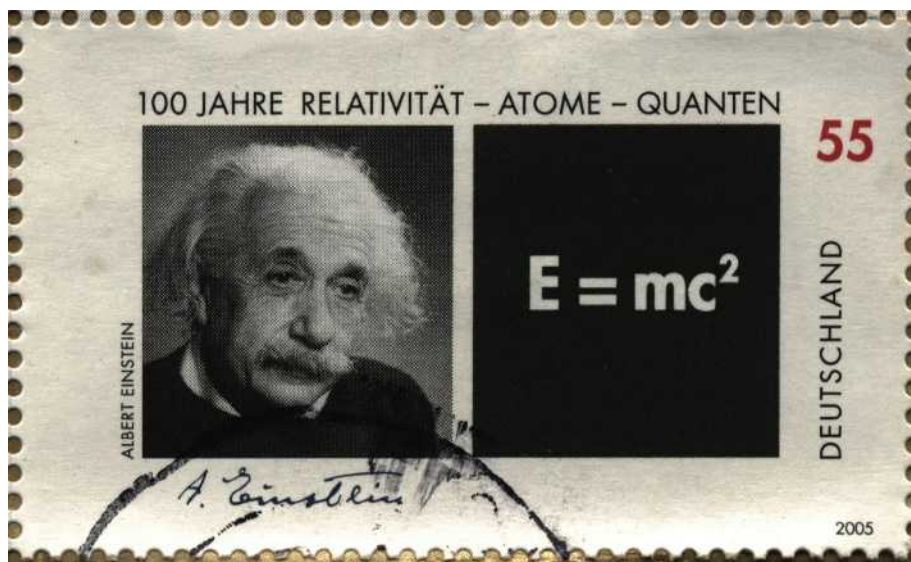 100 JAHRE RELATIVITÄT – ATOME – QUANTEN
55
ALBERT EINSTEIN
E = mc²
DEUTSCHLAND
A. Einstein
2005